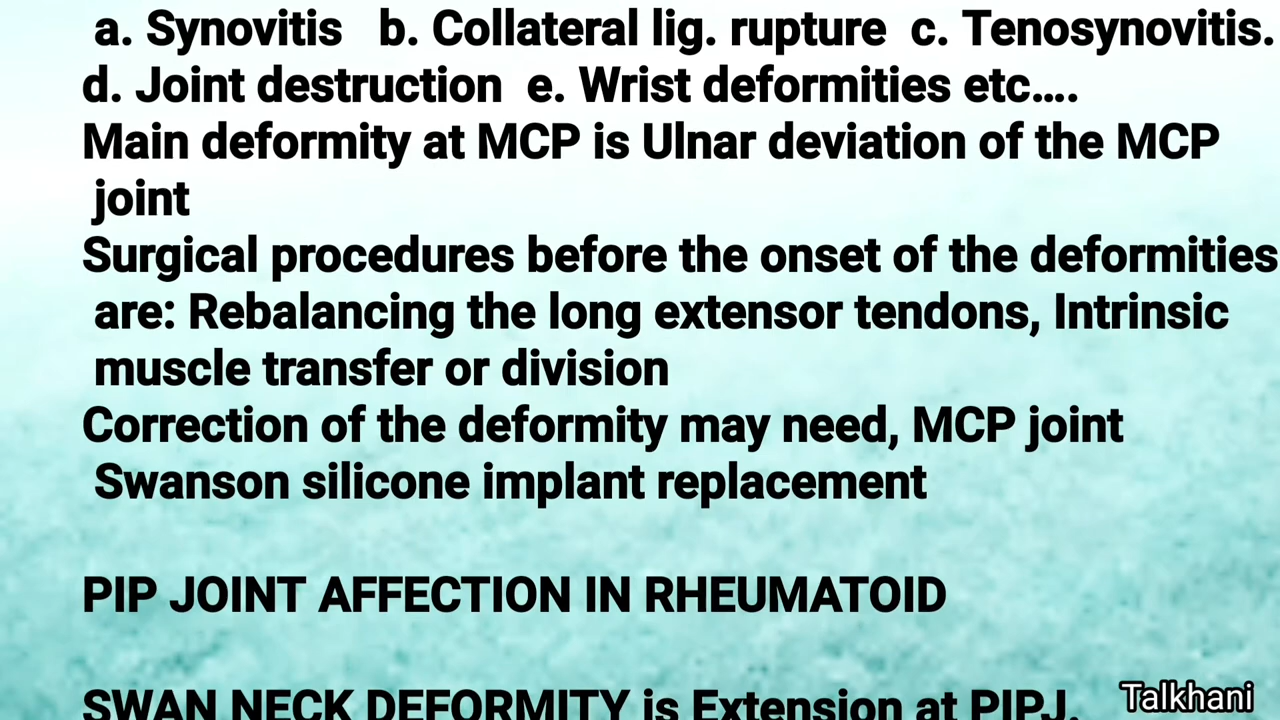 a. Synovitis b. Collateral lig. rupture c. Tenosynovitis.
d. Joint destruction e. Wrist deformities etc....
Main deformity at MCP is Ulnar deviation of the MCP
joint
Surgical procedures before the onset of the deformities
are: Rebalancing the long extensor tendons, Intrinsic
muscle transfer or division
Correction of the deformity may need, MCP joint
Swanson silicone implant replacement
PIP JOINT AFFECTION IN RHEUMATOID
SWAN NECK DEFORMITY is Extension at PIPJ.
Talkhani